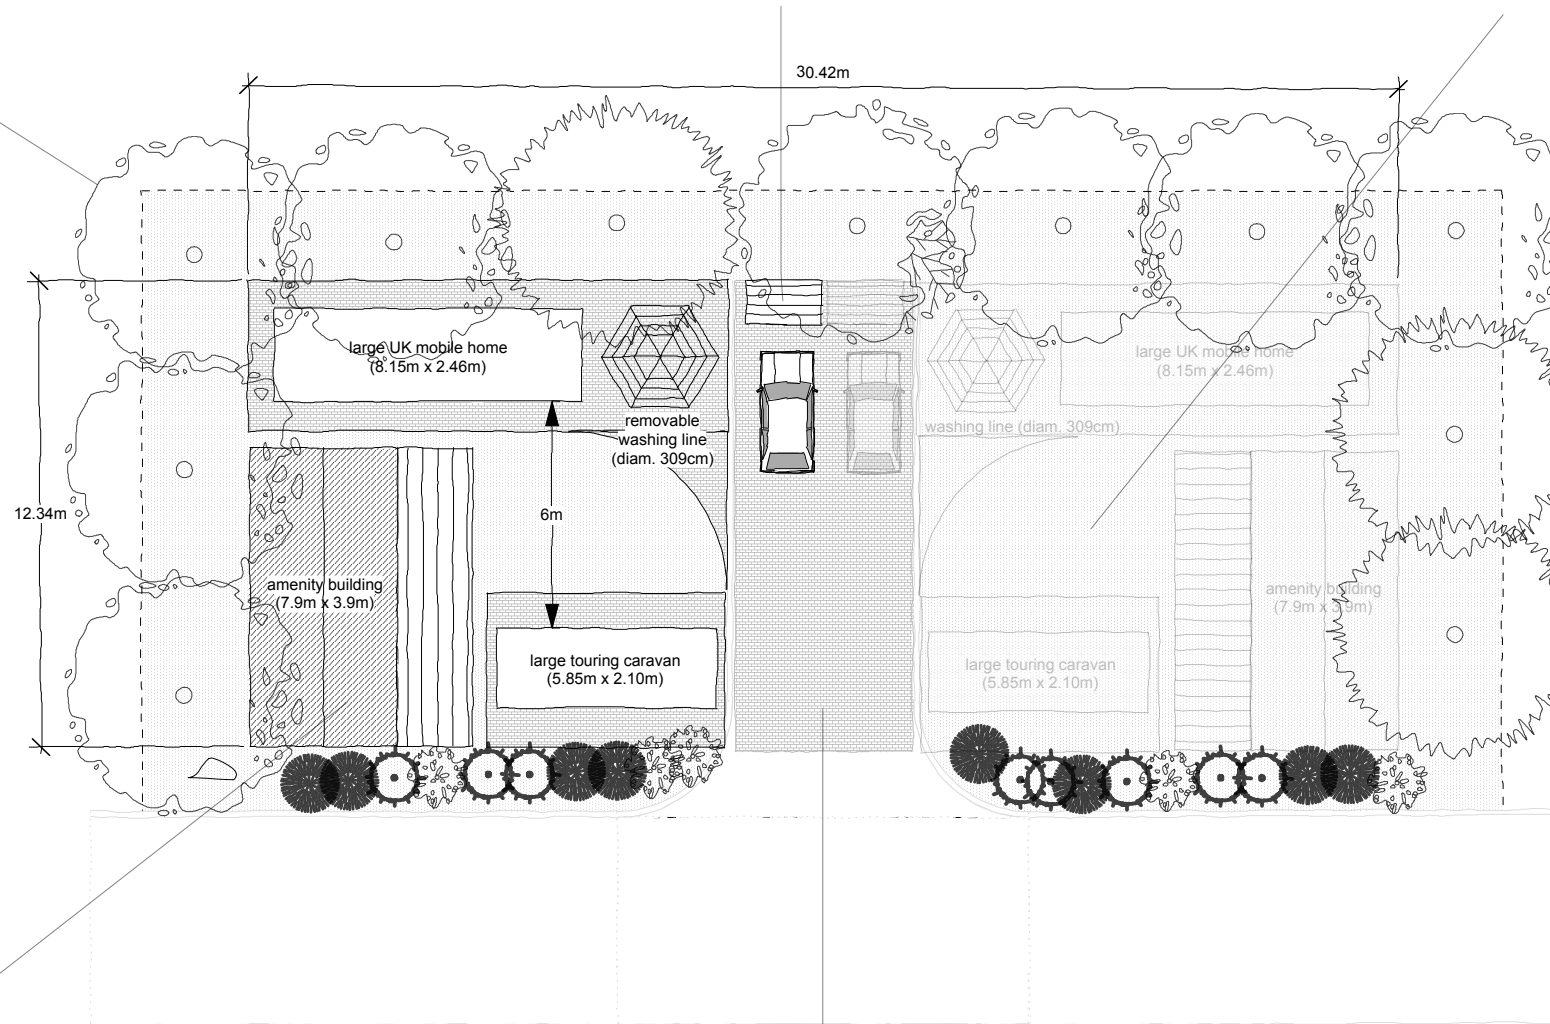 30.42m
large UK mobile home
(8.15m x 2.46m)
large UK mobile home
(8.15m x 2.46m)
removable
washing line
(diam. 309cm)
washing line (diam. 309cm)
12.34m
6m
amenity building
(7.9m x 3.9m)
amenity building
(7.9m x 3.9m)
large touring caravan
(5.85m x 2.10m)
large touring caravan
(5.85m x 2.10m)